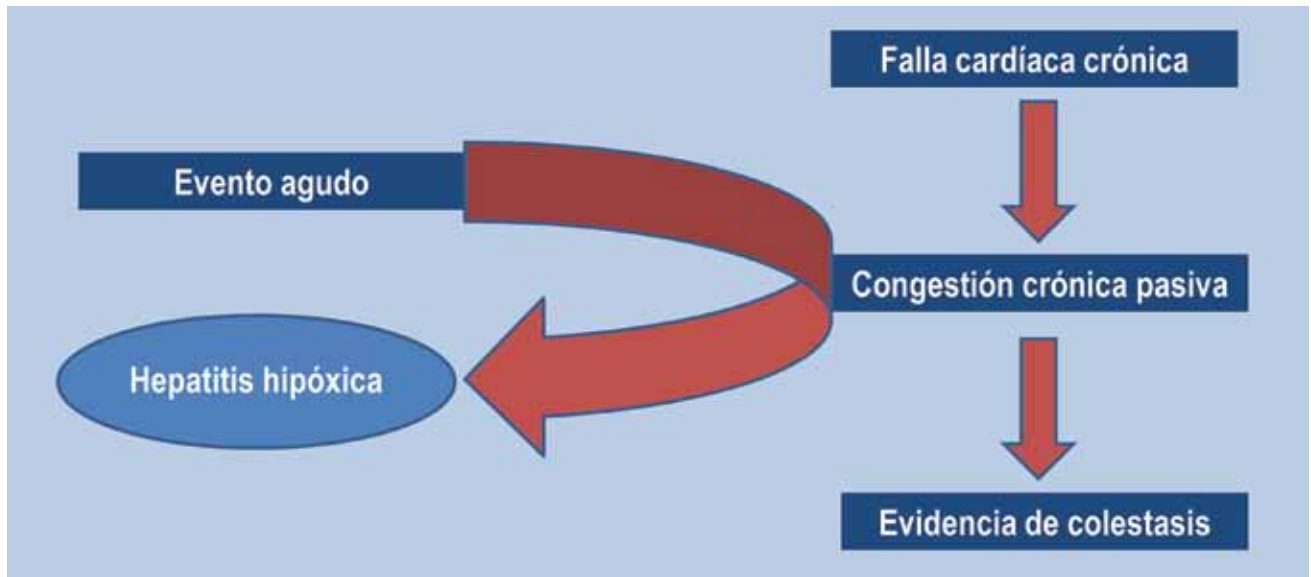 Falla cardíaca crónica
Evento agudo
Congestión crónica pasiva
Hepatitis hipóxica
Evidencia de colestasis